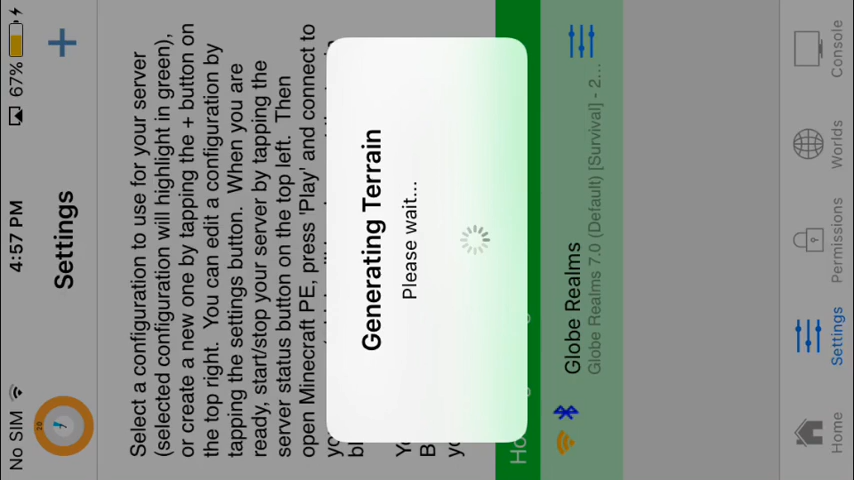 No SIM 4:57 PM 67%
Settings
Select a configuration to use for your server
(selected configuration will highlight in green),
or create a new one by tapping the + button on
the top right. You can edit a configuration by
tapping the settings button. When you are
ready, start/stop your server by tapping the
server status button on the top left. Then
open Minecraft PE, press 'Play' and connect to
Generating Terrain
Please wait...
Globe Realms
Globe Realms 7.0 (Default) [Survival] - 2...
Home Settings Permissions Worlds Console